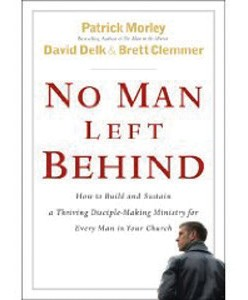 Patrick Morley
Bestselling Author of The Man in the Mirror
David Delk & Brett Clemmer
No Man
Left
Behind
How to Build and Sustain
a Thriving Disciple-Making Ministry for
Every Man in Your Church